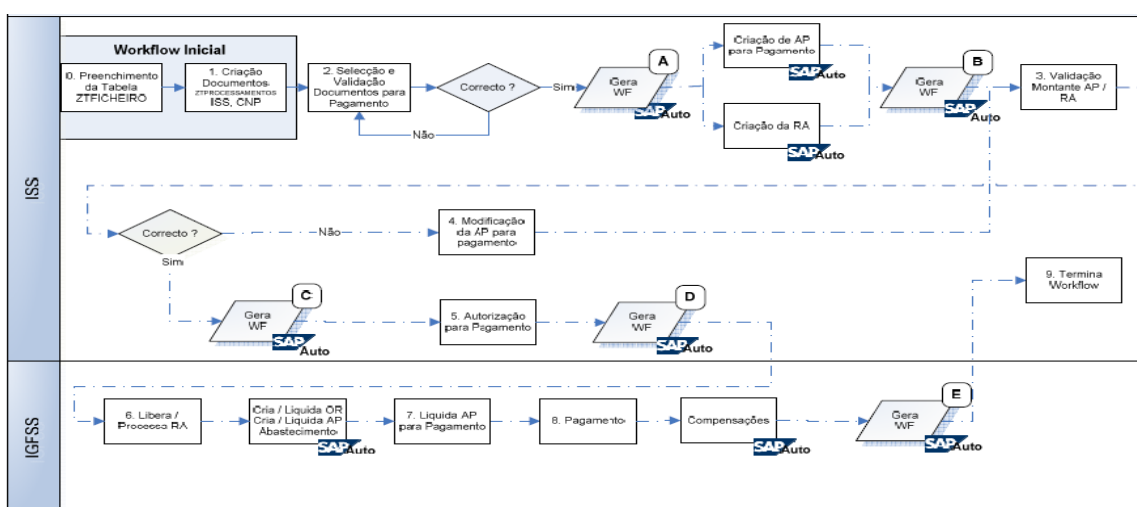 ISS
Workflow Inicial
0. Preenchimento
da Tabela
ZTFICHEIRO
1. Criação
Documentos
ZTPROCESSAMENTOS
ISS, CNP
2. Selecção e
Validação
Documentos para
Pagamento
Correcto ?
Sim
Não
A
Gera
WF
SAP Auto
Criação de AP
para Pagamento
SAP Auto
Criação da RA
SAP Auto
B
Gera
WF
SAP Auto
3. Validação
Montante AP /
RA
Correcto ?
Não
Sim
4. Modificação
da AP para
pagamento
C
Gera
WF
SAP Auto
5. Autorização
para Pagamento
D
Gera
WF
SAP Auto
9. Termina
Workflow
IGFSS
6. Libera /
Processa RA
Cria / Liquida OR
Cria / Liquida AP
Abastecimento
SAP Auto
7. Liquida AP
para Pagamento
8. Pagamento
Compensações
SAP Auto
E
Gera
WF
SAP Auto